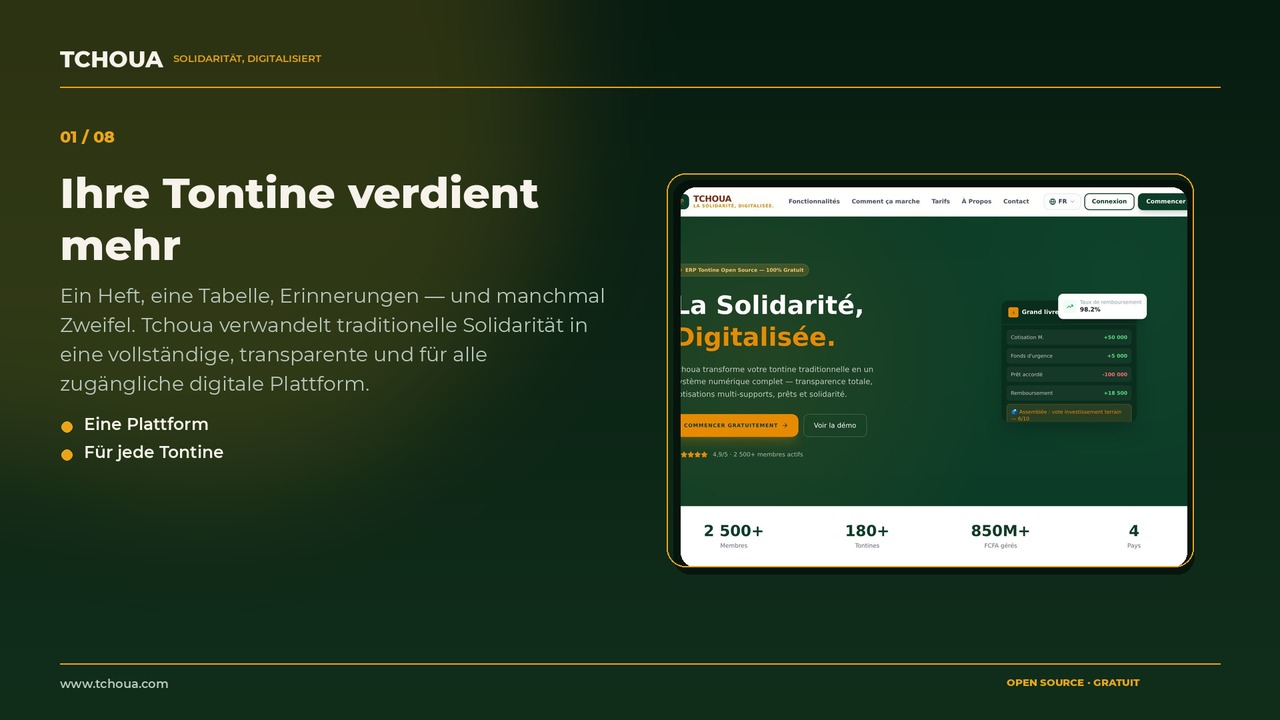 TCHOUA SOLIDARITÄT, DIGITALISIERT
01 / 08
Ihre Tontine verdient
mehr
Ein Heft, eine Tabelle, Erinnerungen — und manchmal
Zweifel. Tchoua verwandelt traditionelle Solidarität in
eine vollständige, transparente und für alle
zugängliche digitale Plattform.
Eine Plattform
Für jede Tontine
TCHOUA
LA SOLIDARITÉ, DIGITALISÉE.
Fonctionnalités Comment ça marche Tarifs À Propos Contact FR Connexion Commencer
ERP Tontine Open Source — 100% Gratuit
La Solidarité,
Digitalisée.
choua transforme votre tontine traditionnelle en un
ystème numérique complet — transparence totale,
otisations multi-supports, prêts et solidarité.
COMMENCER GRATUITEMENT → Voir la démo
4,9/5 · 2 500+ membres actifs
Grand livre
Taux de remboursement
98.2%
Cotisation M. +50 000
Fonds d'urgence +5 000
Prêt accordé -100 000
Remboursement +18 500
Assemblée · vote investissement terrain
— 6/10
2 500+ 180+ 850M+ 4
Membres Tontines FCFA gérés Pays
www.tchoua.com OPEN SOURCE · GRATUIT